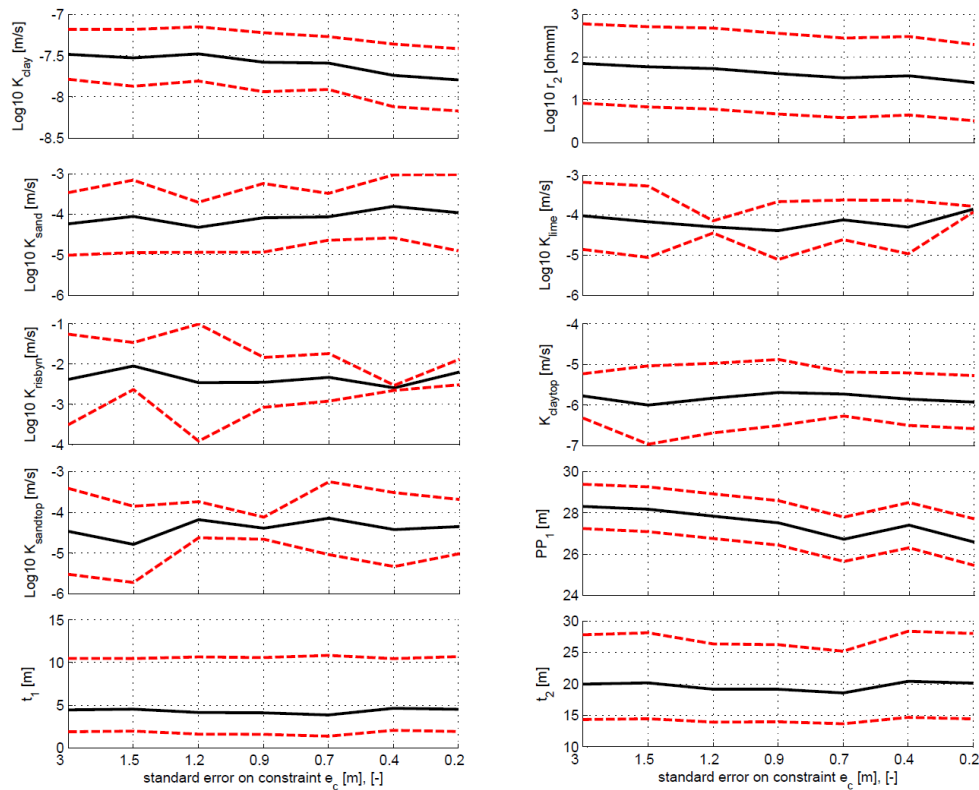 Log10 K_clay [m/s]
-7
-7.5
-8
-8.5
Log10 r_2 [ohmm]
3
2
1
0
Log10 K_sand [m/s]
-3
-4
-5
-6
Log10 K_lime [m/s]
-3
-4
-5
-6
Log10 K_risbyn[m/s]
-1
-2
-3
-4
K_claytop [m/s]
-4
-5
-6
-7
Log10 K_sandtop [m/s]
-3
-4
-5
-6
PP_1 [m]
30
28
26
24
t_1 [m]
15
10
5
0
3 1.5 1.2 0.9 0.7 0.4 0.2
standard error on constraint e_c [m], [-]
t_2 [m]
30
25
20
15
10
3 1.5 1.2 0.9 0.7 0.4 0.2
standard error on constraint e_c [m], [-]